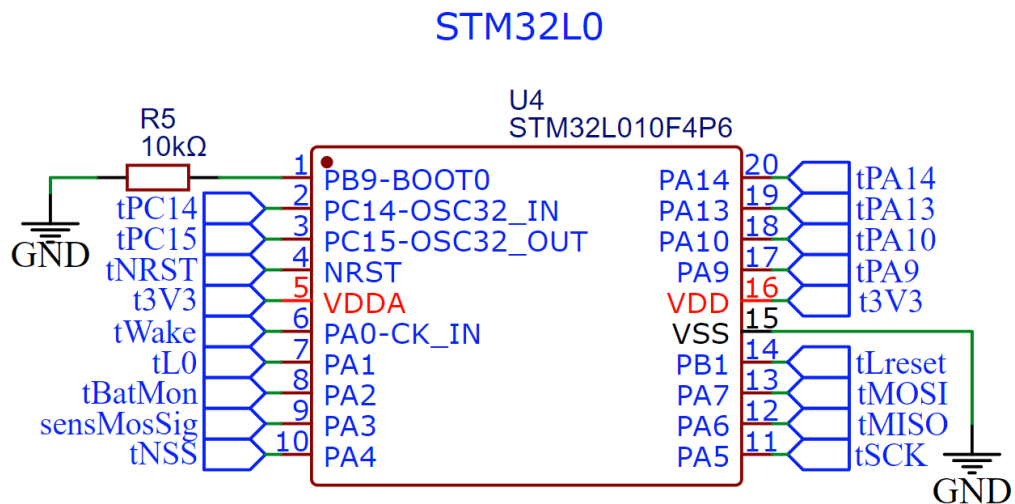 STM32L0
U4
STM32L010F4P6
R5
10kΩ
1 PB9-BOOT0 PA14 20 tPA14
tPC14 2 PC14-OSC32_IN PA13 19 tPA13
tPC15 3 PC15-OSC32_OUT PA10 18 tPA10
tNRST 4 NRST PA9 17 tPA9
t3V3 5 VDDA VDD 16 t3V3
tWake 6 PA0-CK_IN VSS 15
tL0 7 PA1 PB1 14 tLreset
tBatMon 8 PA2 PA7 13 tMOSI
sensMosSig 9 PA3 PA6 12 tMISO
tNSS 10 PA4 PA5 11 tSCK
GND
GND